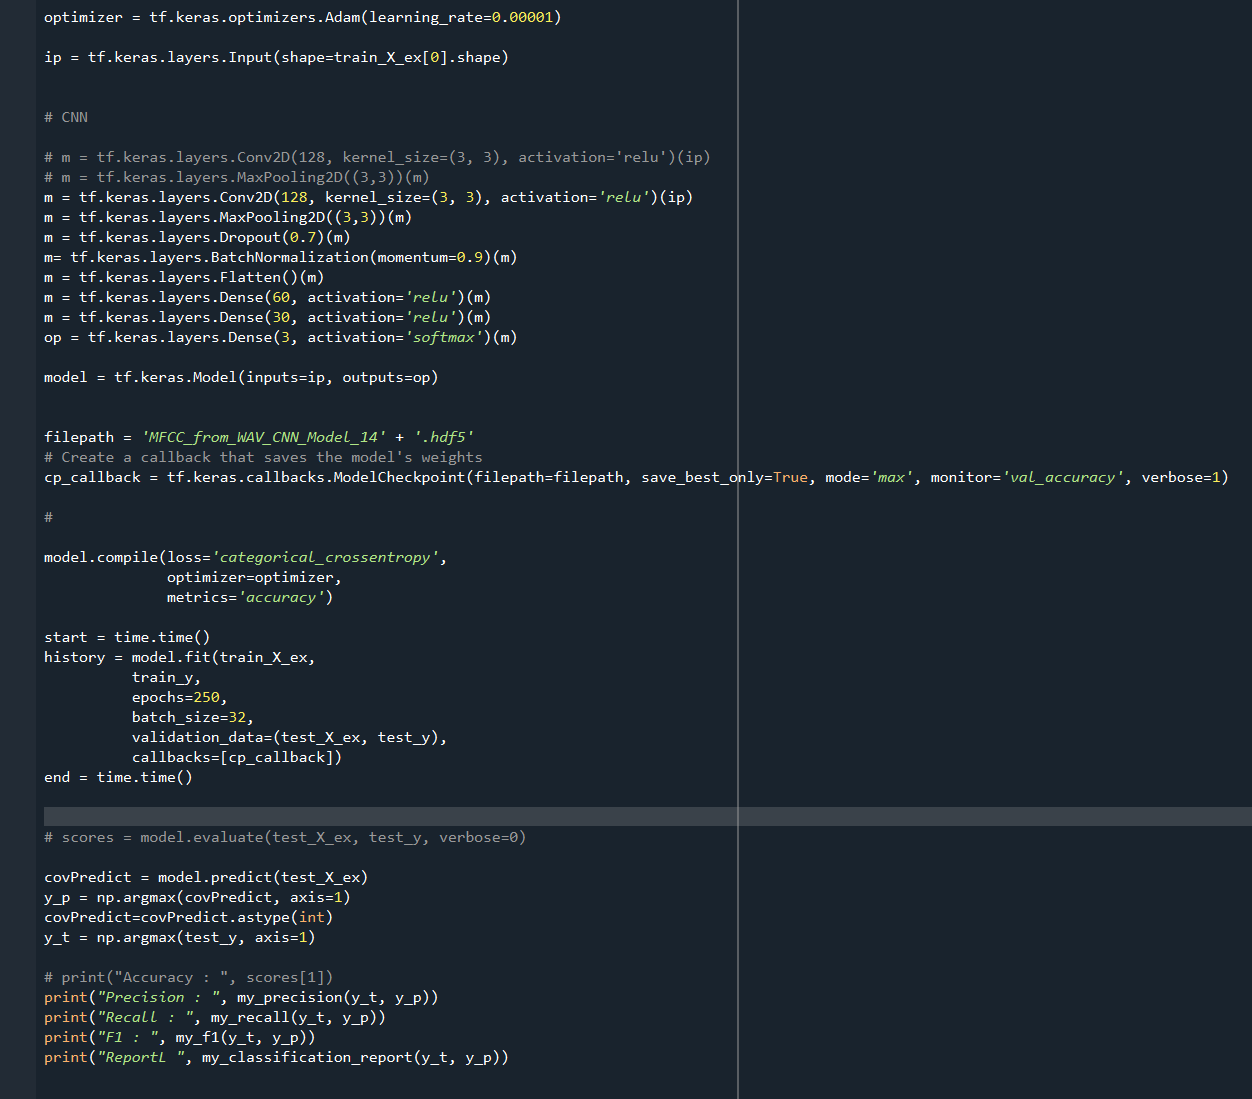 optimizer = tf.keras.optimizers.Adam(learning_rate=0.00001)
ip = tf.keras.layers.Input(shape=train_X_ex[0].shape)
# CNN
# m = tf.keras.layers.Conv2D(128, kernel_size=(3, 3), activation='relu')(ip)
# m = tf.keras.layers.MaxPooling2D((3,3))(m)
m = tf.keras.layers.Conv2D(128, kernel_size=(3, 3), activation='relu')(ip)
m = tf.keras.layers.MaxPooling2D((3,3))(m)
m = tf.keras.layers.Dropout(0.7)(m)
m= tf.keras.layers.BatchNormalization(momentum=0.9)(m)
m = tf.keras.layers.Flatten()(m)
m = tf.keras.layers.Dense(60, activation='relu')(m)
m = tf.keras.layers.Dense(30, activation='relu')(m)
op = tf.keras.layers.Dense(3, activation='softmax')(m)
model = tf.keras.Model(inputs=ip, outputs=op)
filepath = 'MFCC_from_WAV_CNN_Model_14' + '.hdf5'
# Create a callback that saves the model's weights
cp_callback = tf.keras.callbacks.ModelCheckpoint(filepath=filepath, save_best_only=True, mode='max', monitor='val_accuracy', verbose=1)
#
model.compile(loss='categorical_crossentropy',
              optimizer=optimizer,
              metrics='accuracy')
start = time.time()
history = model.fit(train_X_ex,
          train_y,
          epochs=250,
          batch_size=32,
          validation_data=(test_X_ex, test_y),
          callbacks=[cp_callback])
end = time.time()
# scores = model.evaluate(test_X_ex, test_y, verbose=0)
covPredict = model.predict(test_X_ex)
y_p = np.argmax(covPredict, axis=1)
covPredict=covPredict.astype(int)
y_t = np.argmax(test_y, axis=1)
# print("Accuracy : ", scores[1])
print("Precision : ", my_precision(y_t, y_p))
print("Recall : ", my_recall(y_t, y_p))
print("F1 : ", my_f1(y_t, y_p))
print("ReportL ", my_classification_report(y_t, y_p))